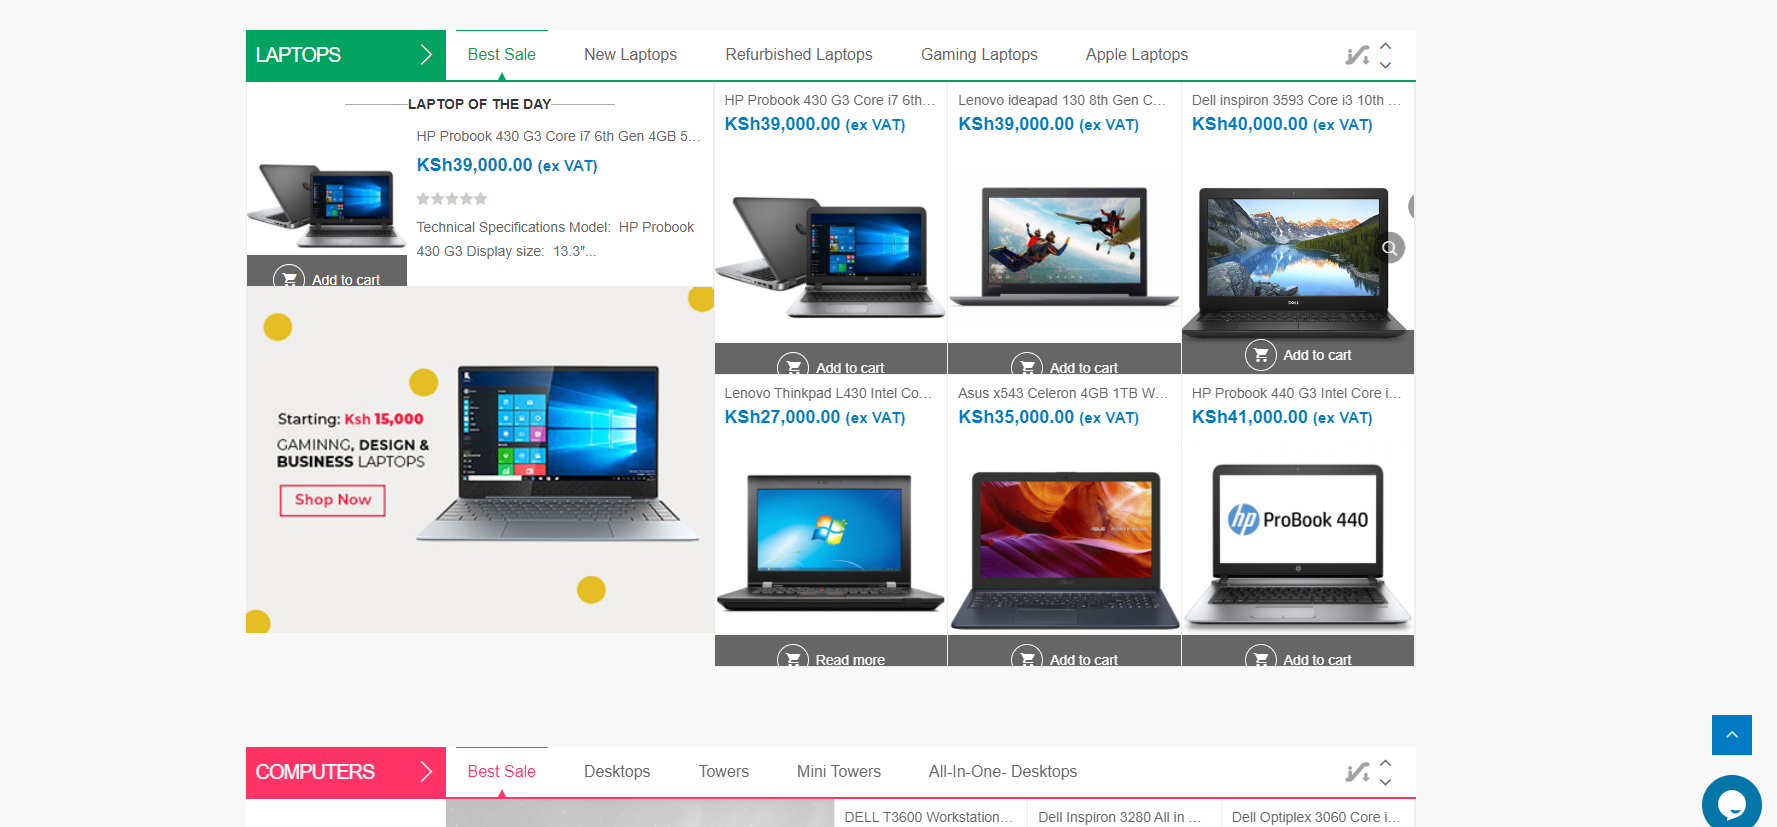 LAPTOPS
Best Sale
New Laptops
Refurbished Laptops
Gaming Laptops
Apple Laptops
LAPTOP OF THE DAY
HP Probook 430 G3 Core i7 6th Gen 4GB 5...
KSh39,000.00 (ex VAT)
Technical Specifications Model: HP Probook
430 G3 Display size: 13.3″...
Add to cart
Starting: Ksh 15,000
GAMINNG, DESIGN &
BUSINESS LAPTOPS
Shop Now
HP Probook 430 G3 Core i7 6th...
KSh39,000.00 (ex VAT)
Add to cart
Lenovo ideapad 130 8th Gen C...
KSh39,000.00 (ex VAT)
Add to cart
Dell inspiron 3593 Core i3 10th ...
KSh40,000.00 (ex VAT)
DELL
Add to cart
Lenovo Thinkpad L430 Intel Co...
KSh27,000.00 (ex VAT)
Read more
Asus x543 Celeron 4GB 1TB W...
KSh35,000.00 (ex VAT)
Add to cart
HP Probook 440 G3 Intel Core i...
KSh41,000.00 (ex VAT)
hp ProBook 440
Add to cart
COMPUTERS
Best Sale
Desktops
Towers
Mini Towers
All-In-One- Desktops
DELL T3600 Workstation...
Dell Inspiron 3280 All in ...
Dell Optiplex 3060 Core i...